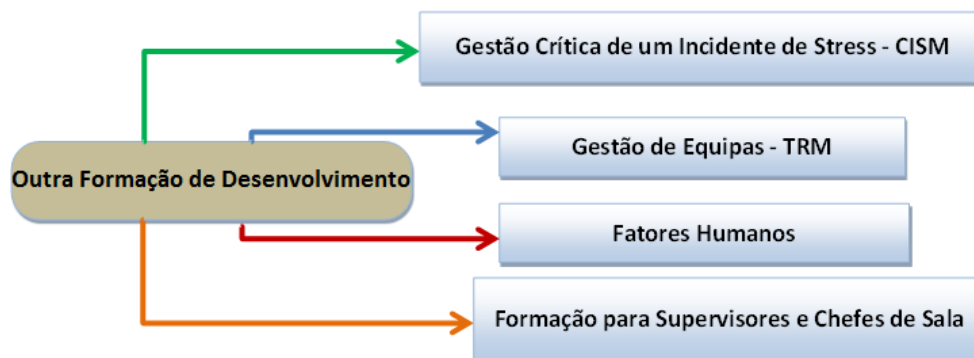 Gestão Crítica de um Incidente de Stress - CISM
Gestão de Equipas - TRM
Outra Formação de Desenvolvimento
Fatores Humanos
Formação para Supervisores e Chefes de Sala